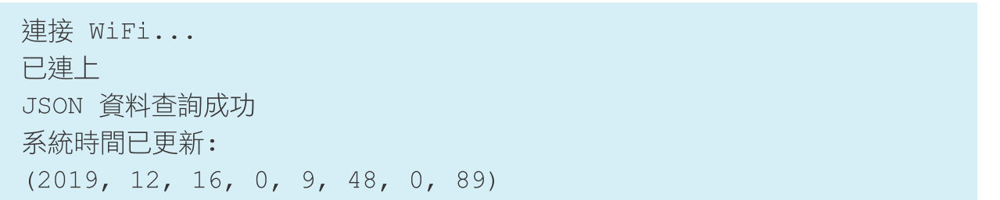 連接 WiFi...
已連上
JSON 資料查詢成功
系統時間已更新:
(2019, 12, 16, 0, 9, 48, 0, 89)